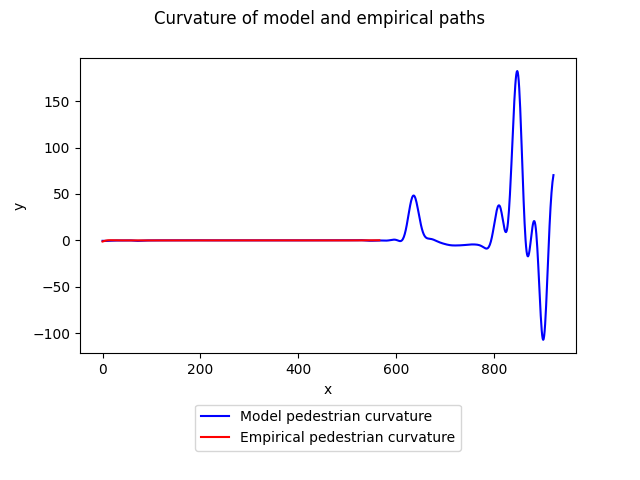 Curvature of model and empirical paths
150
100
50
0
−50
−100
y
0 200 400 600 800
x
Model pedestrian curvature
Empirical pedestrian curvature